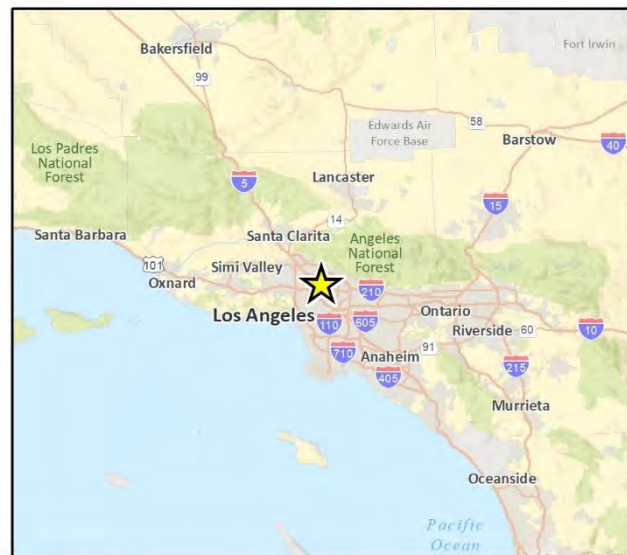 Fort Irwin
Bakersfield
99
58
Edwards Air
Force Base
Barstow
40
Los Padres
National
Forest
5
Lancaster
15
14
Santa Barbara
Santa Clarita
Angeles
National
Forest
101
Simi Valley
Oxnard
210
Los Angeles
110
605
Ontario
Riverside
60
10
710
Anaheim
91
405
215
Murrieta
Oceanside
Pacific
Ocean